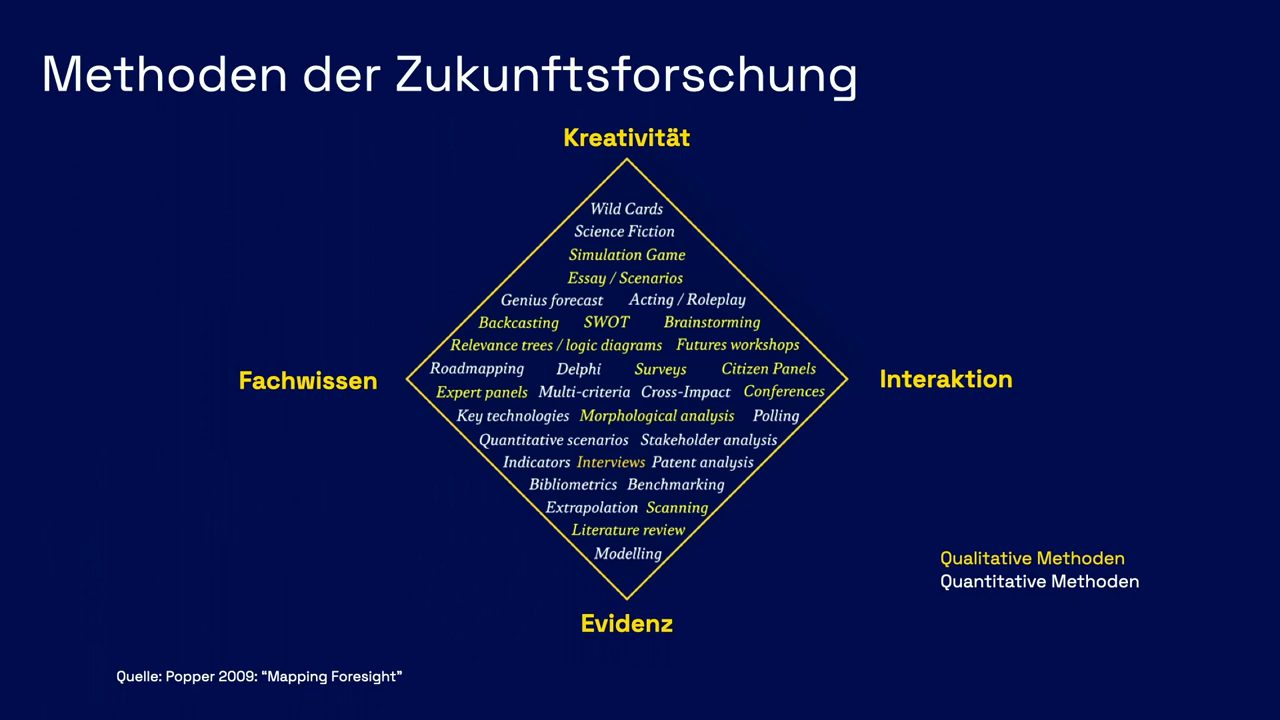 Methoden der Zukunftsforschung
Kreativität
Wild Cards
Science Fiction
Simulation Game
Essay / Scenarios
Genius forecast Acting / Roleplay
Backcasting SWOT Brainstorming
Relevance trees / logic diagrams Futures workshops
Roadmapping Delphi Surveys Citizen Panels
Fachwissen
Interaktion
Expert panels Multi-criteria Cross-Impact Conferences
Key technologies Morphological analysis Polling
Quantitative scenarios Stakeholder analysis
Indicators Interviews Patent analysis
Bibliometrics Benchmarking
Extrapolation Scanning
Literature review
Modelling
Evidenz
Qualitative Methoden
Quantitative Methoden
Quelle: Popper 2009: “Mapping Foresight”